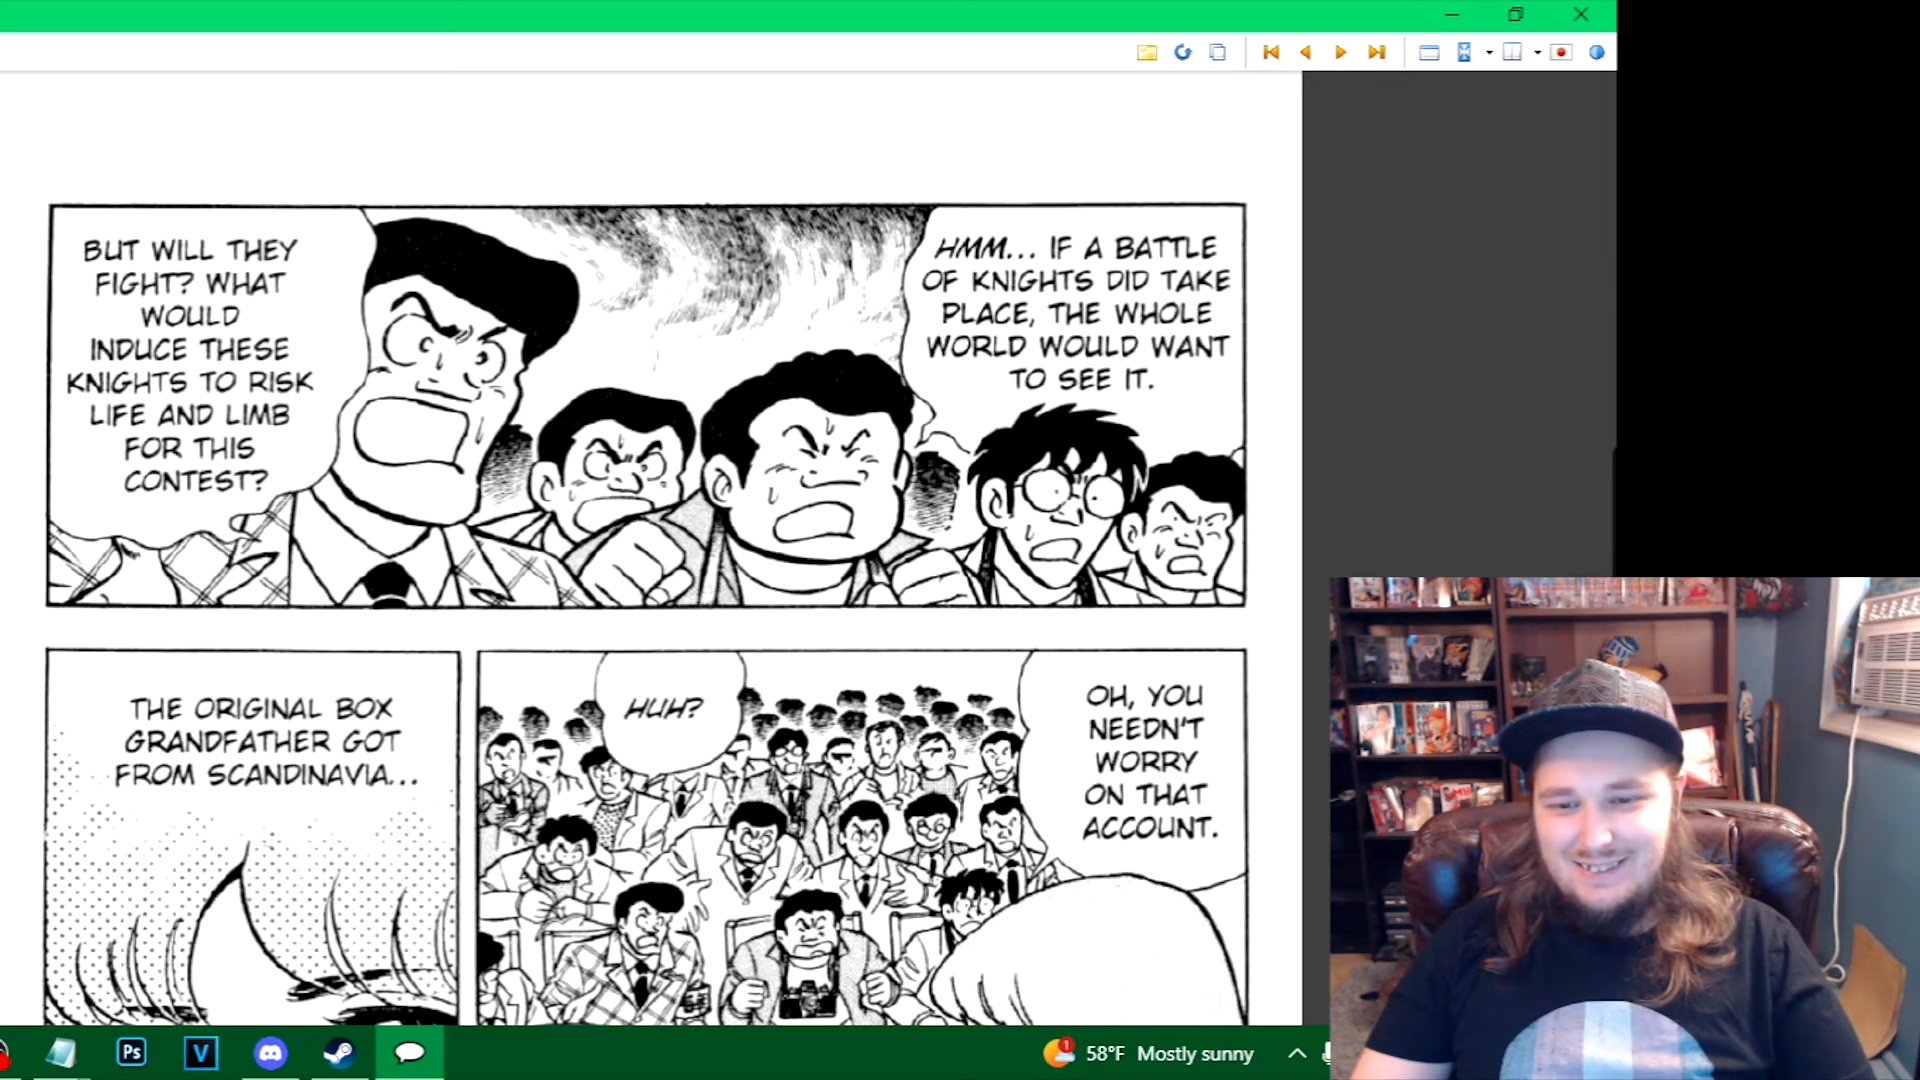 HMM... IF A BATTLE
OF KNIGHTS DID TAKE
PLACE, THE WHOLE
WORLD WOULD WANT
TO SEE IT.
BUT WILL THEY
FIGHT? WHAT
WOULD
INDUCE THESE
KNIGHTS TO RISK
LIFE AND LIMB
FOR THIS
CONTEST?
OH, YOU
NEEDN'T
WORRY
ON THAT
ACCOUNT.
HUH?
THE ORIGINAL BOX
GRANDFATHER GOT
FROM SCANDINAVIA...
Ps
V
1
58°F Mostly sunny